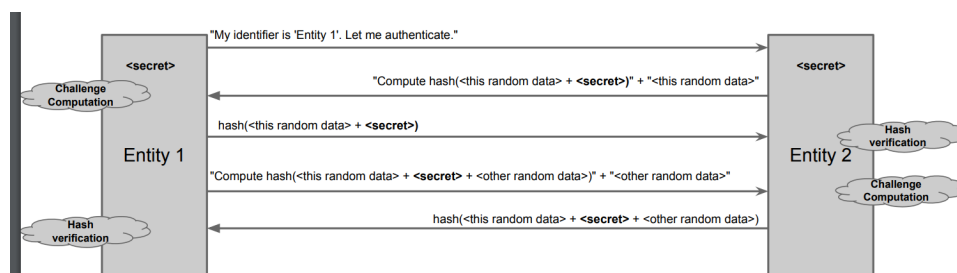 "My identifier is 'Entity 1'. Let me authenticate."
<secret>
<secret>
"Compute hash(<this random data> + <secret>)" + "<this random data>"
Challenge
Computation
hash(<this random data> + <secret>)
Hash
verification
Entity 1
Entity 2
"Compute hash(<this random data> + <secret> + <other random data>)" + "<other random data>"
Challenge
Computation
hash(<this random data> + <secret> + <other random data>)
Hash
verification